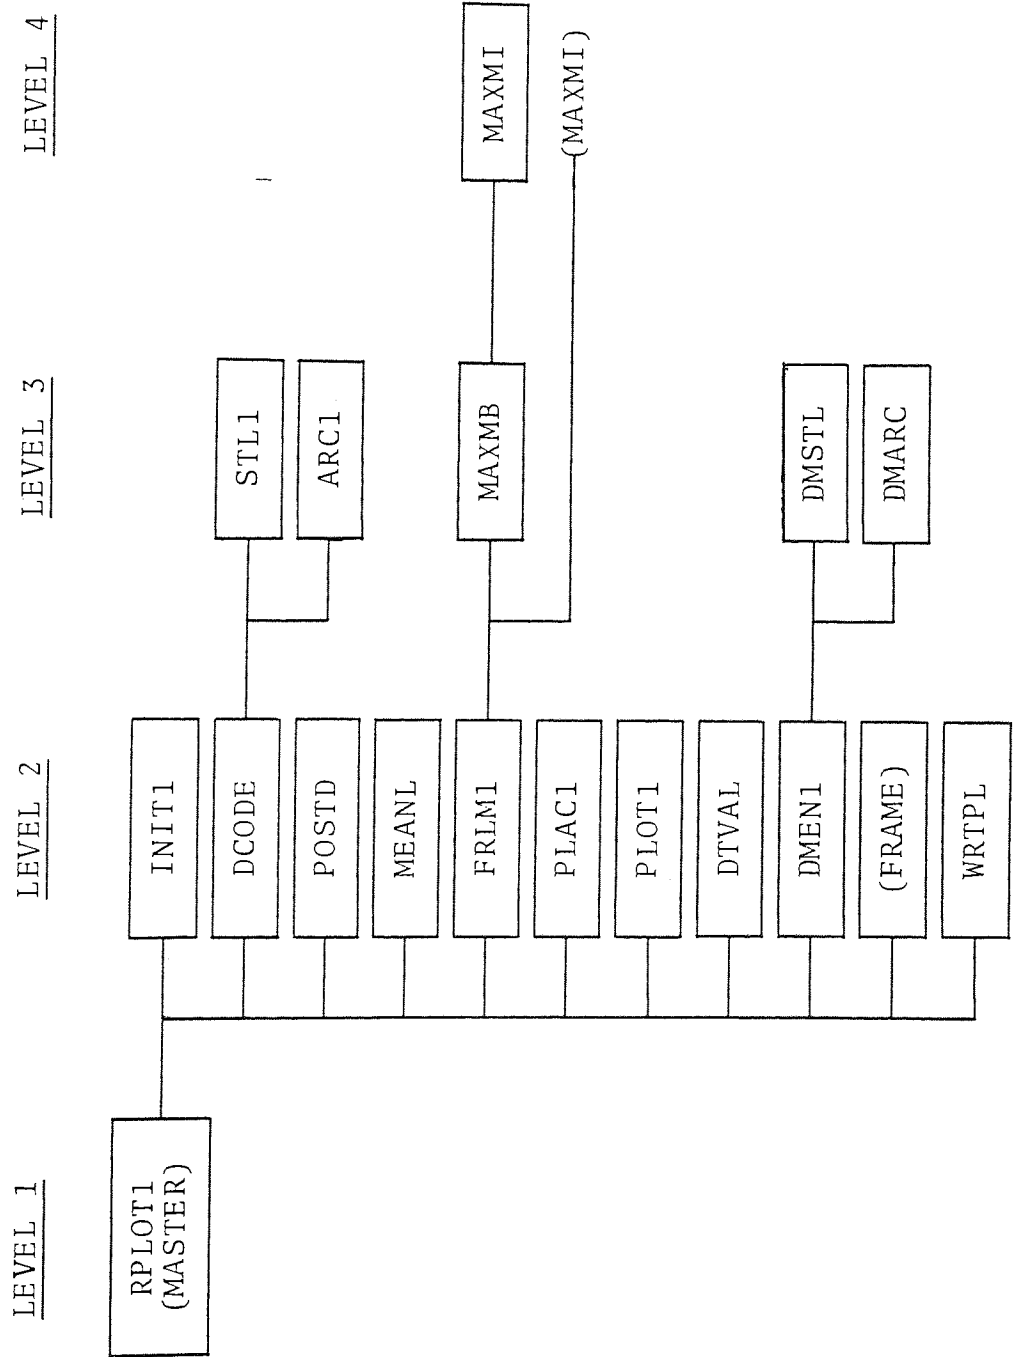 LEVEL 1
LEVEL 2
LEVEL 3
LEVEL 4
RPLOT1
(MASTER)
INIT1
DCODE
STL1
ARC1
POSTD
MEANL
FRLM1
MAXMB
MAXMI
(MAXMI)
PLAC1
PLOT1
DTVAL
DMEN1
DMSTL
DMARC
(FRAME)
WRTPL